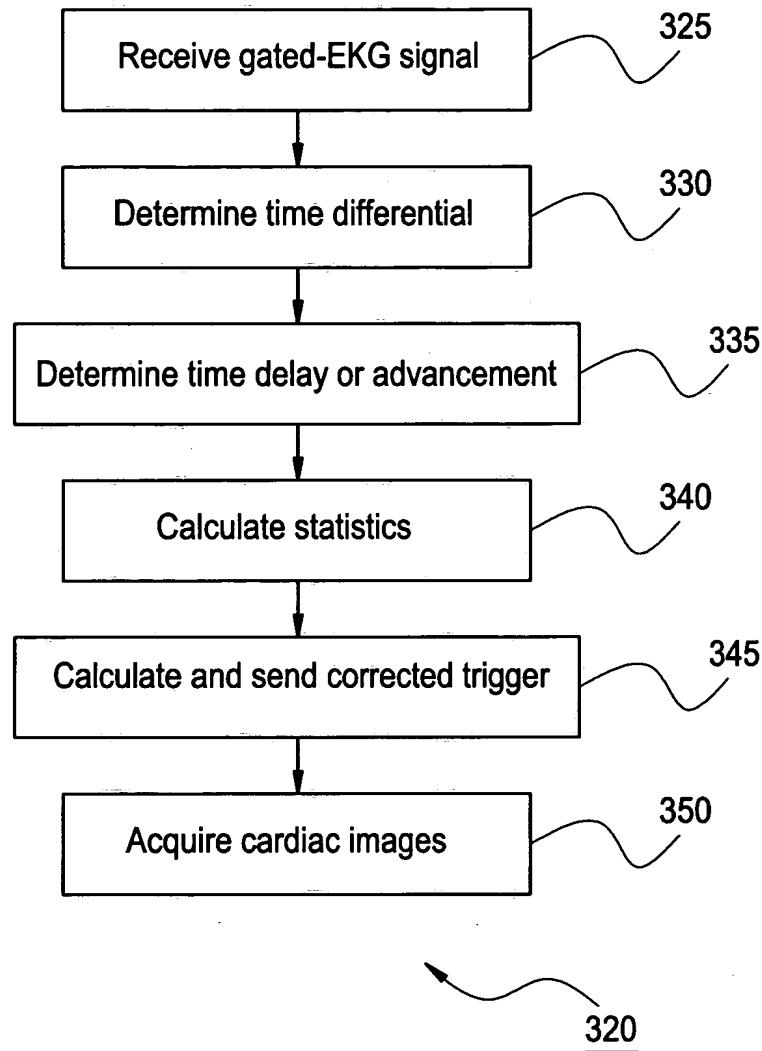 Receive gated-EKG signal
325
Determine time differential
330
Determine time delay or advancement
335
Calculate statistics
340
Calculate and send corrected trigger
345
Acquire cardiac images
350
320